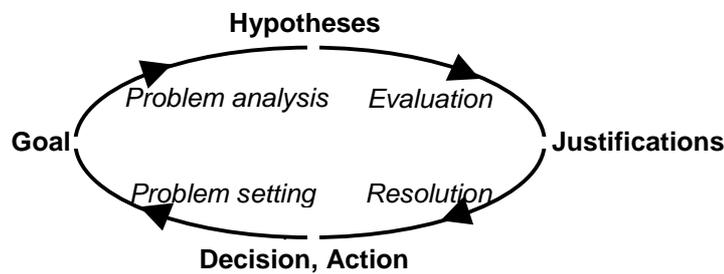 Hypotheses
Problem analysis Evaluation
Goal Justifications
Problem setting Resolution
Decision, Action